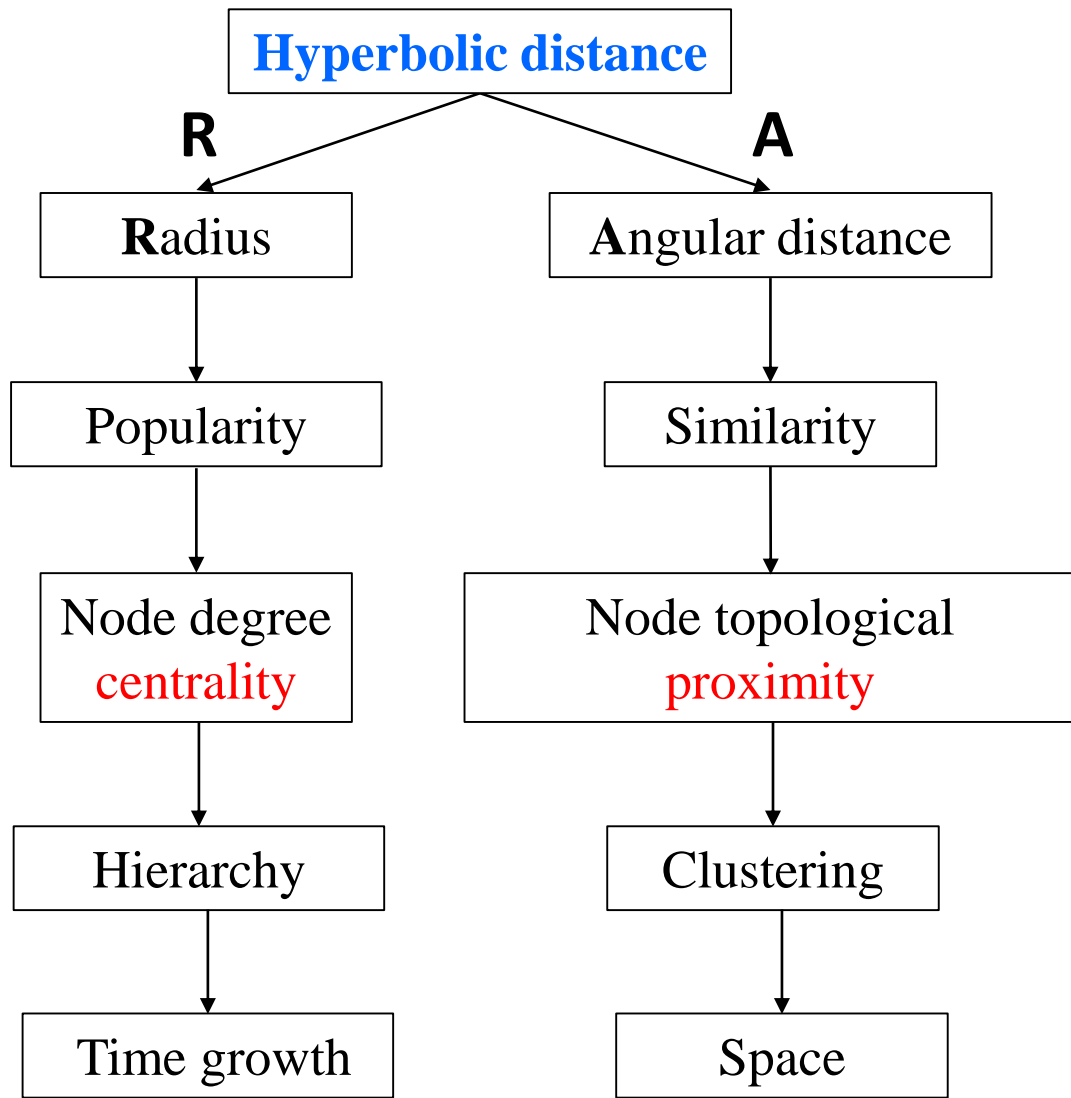 Hyperbolic distance
R
A
Radius
Angular distance
Popularity
Similarity
Node degree
centrality
Node topological
proximity
Hierarchy
Clustering
Time growth
Space